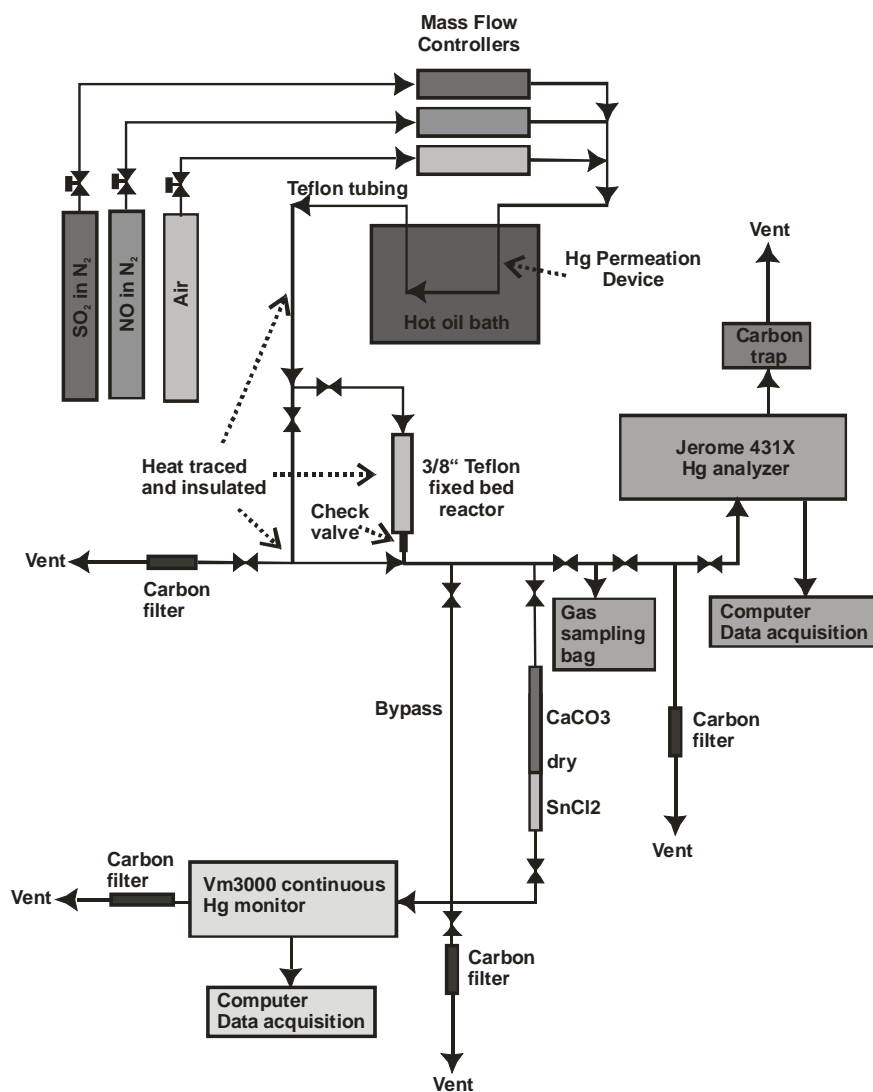 Mass Flow
Controllers
Teflon tubing
SO2 in N2
NO in N2
Air
Hg Permeation
Device
Hot oil bath
Vent
Carbon
trap
Jerome 431X
Hg analyzer
Heat traced
and insulated
3/8“ Teflon
fixed bed
reactor
Check
valve
Vent
Carbon
filter
Gas
sampling
bag
Computer
Data acquisition
Bypass
CaCO3
dry
SnCl2
Carbon
filter
Vent
Carbon
filter
Vent
Vm3000 continuous
Hg monitor
Carbon
filter
Computer
Data acquisition
Vent